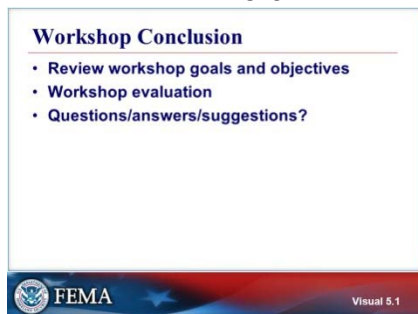 Workshop Conclusion
• Review workshop goals and objectives
• Workshop evaluation
• Questions/answers/suggestions?
FEMA
Visual 5.1